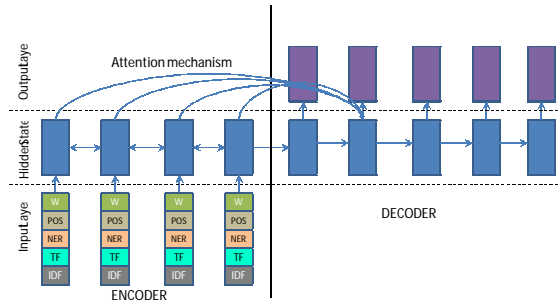 OutputLaye
Attention mechanism
HiddenState
InputLaye
W W W W
POS POS POS POS
NER NER NER NER
TF TF TF TF
IDF IDF IDF IDF
DECODER
ENCODER